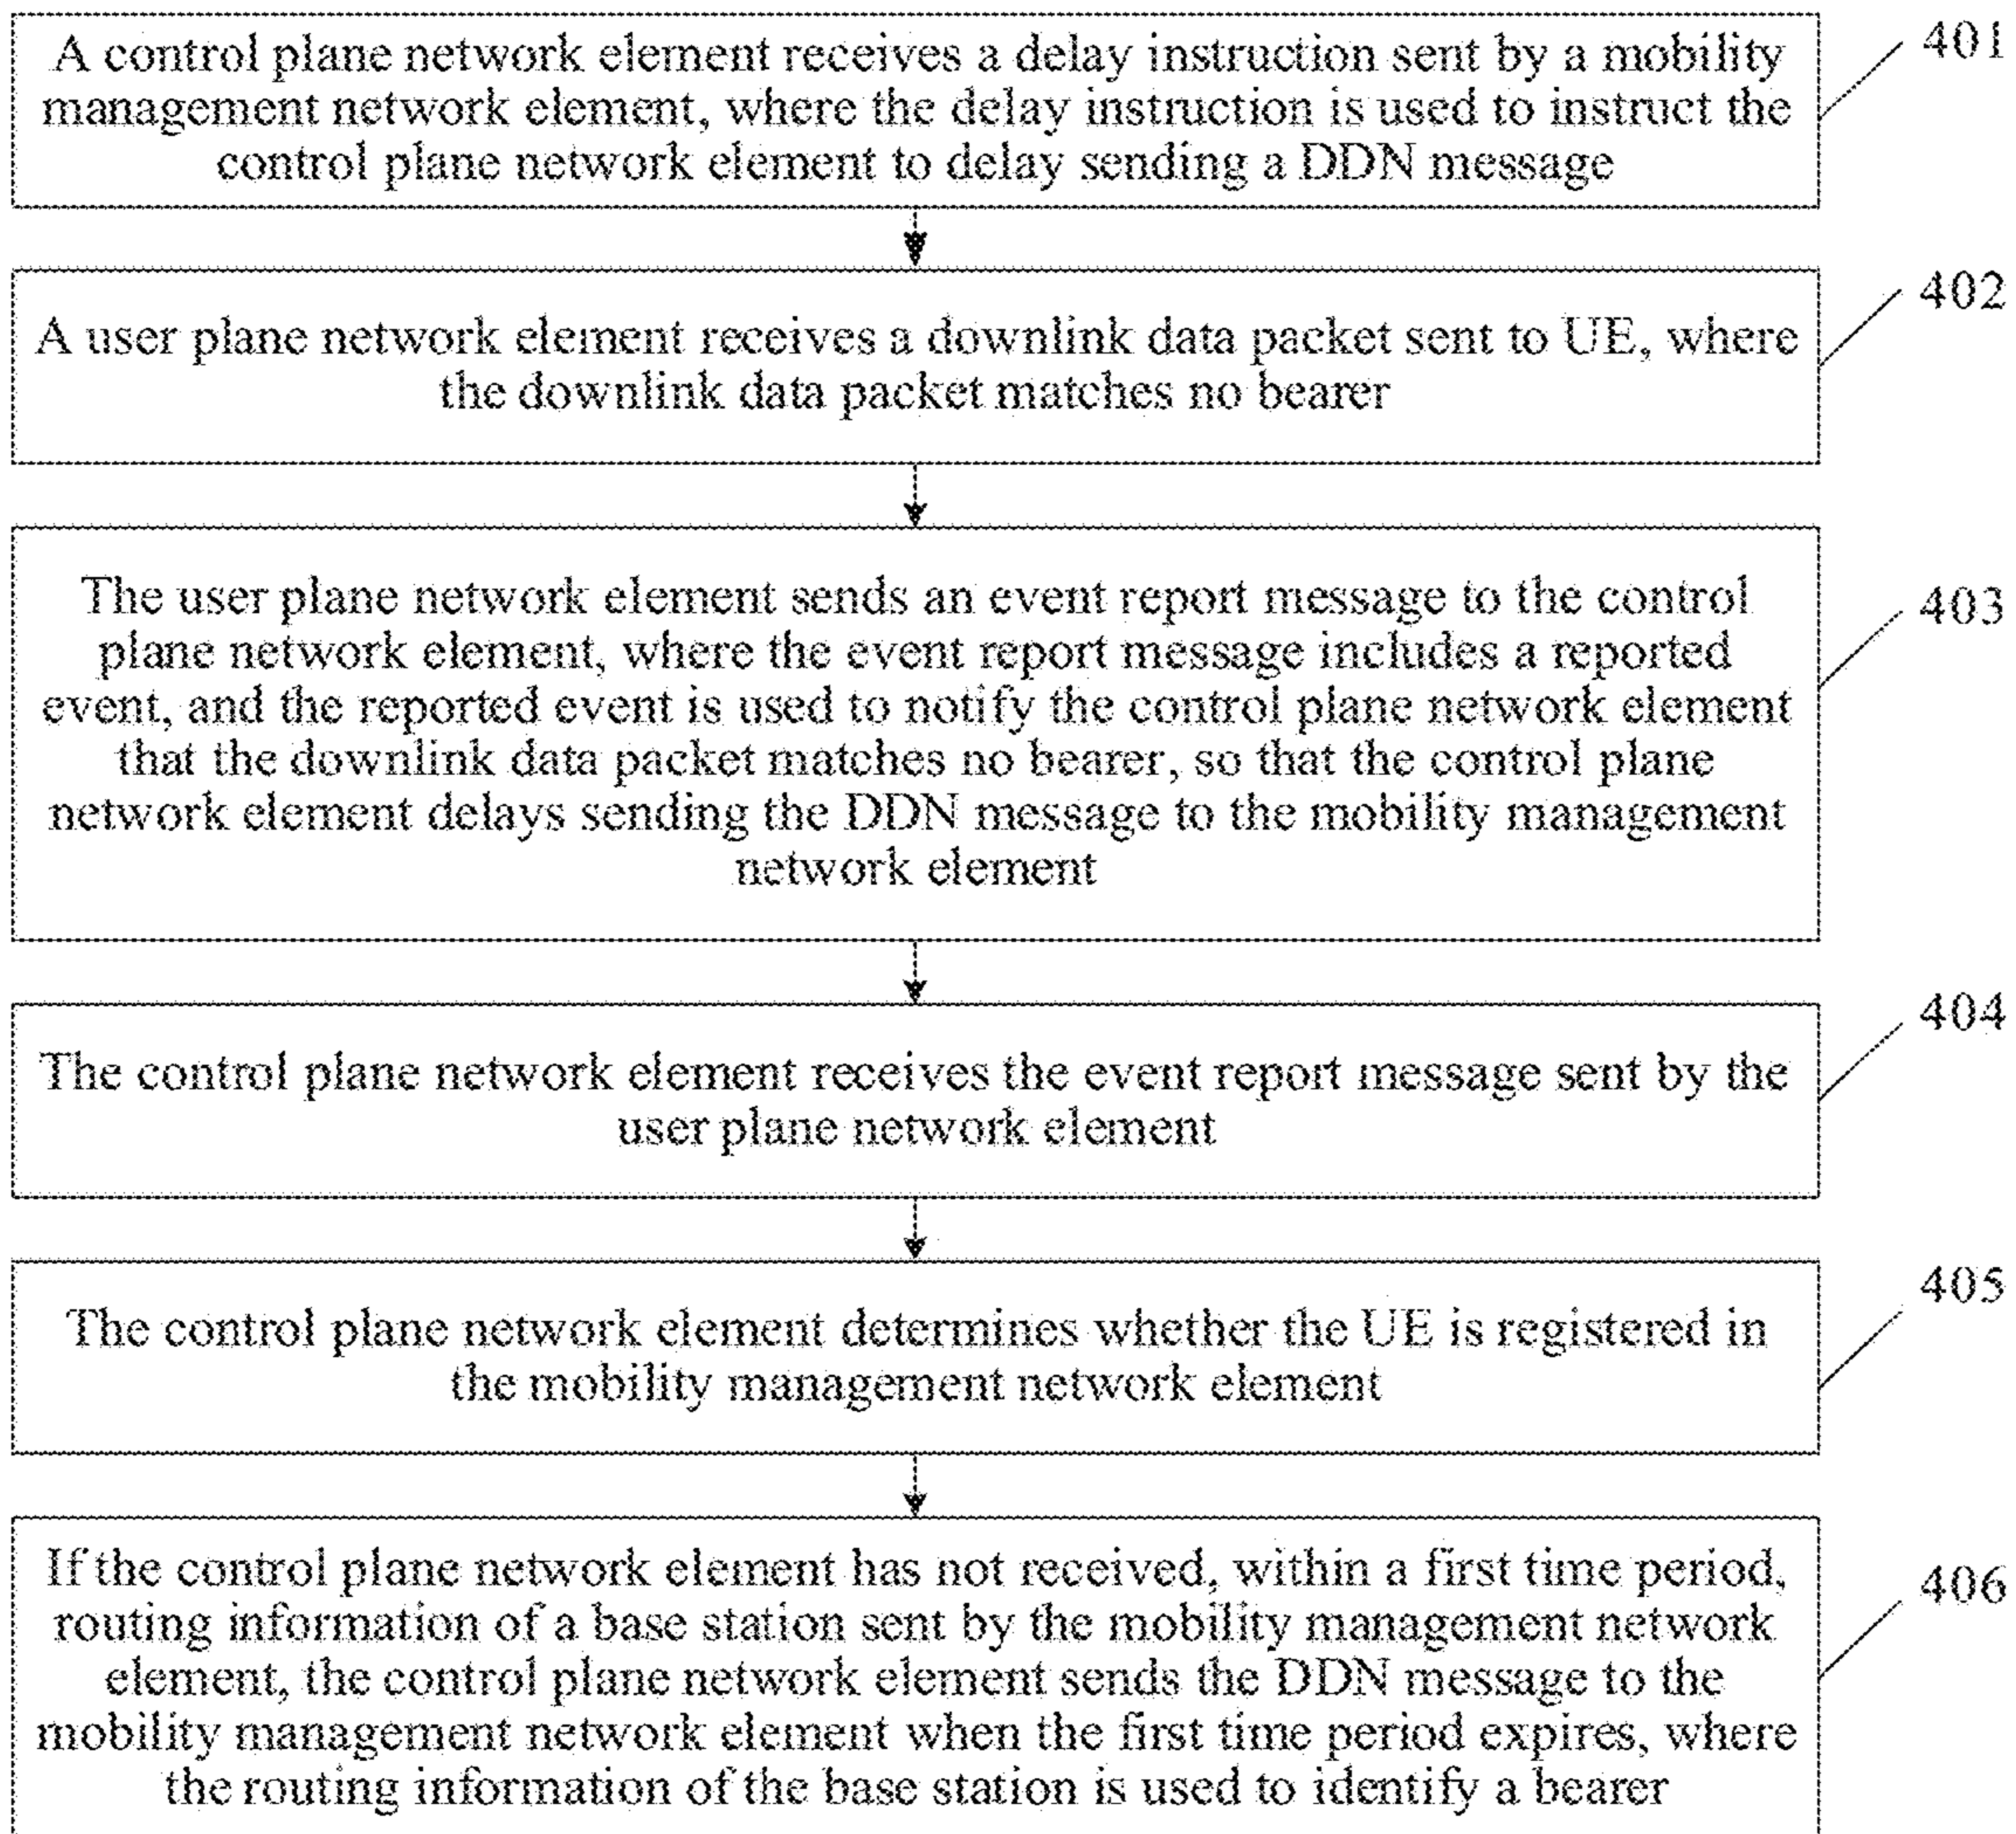 A control plane network element receives a delay instruction sent by a mobility
management network element, where the delay instruction is used to instruct the
control plane network element to delay sending a DDN message
401
A user plane network element receives a downlink data packet sent to UE, where
the downlink data packet matches no bearer
402
The user plane network element sends an event report message to the control
plane network element, where the event report message includes a reported
event, and the reported event is used to notify the control plane network element
that the downlink data packet matches no bearer, so that the control plane
network element delays sending the DDN message to the mobility management
network element
403
The control plane network element receives the event report message sent by the
user plane network element
404
The control plane network element determines whether the UE is registered in
the mobility management network element
405
If the control plane network element has not received, within a first time period,
routing information of a base station sent by the mobility management network
element, the control plane network element sends the DDN message to the
mobility management network element when the first time period expires, where
the routing information of the base station is used to identify a bearer
406